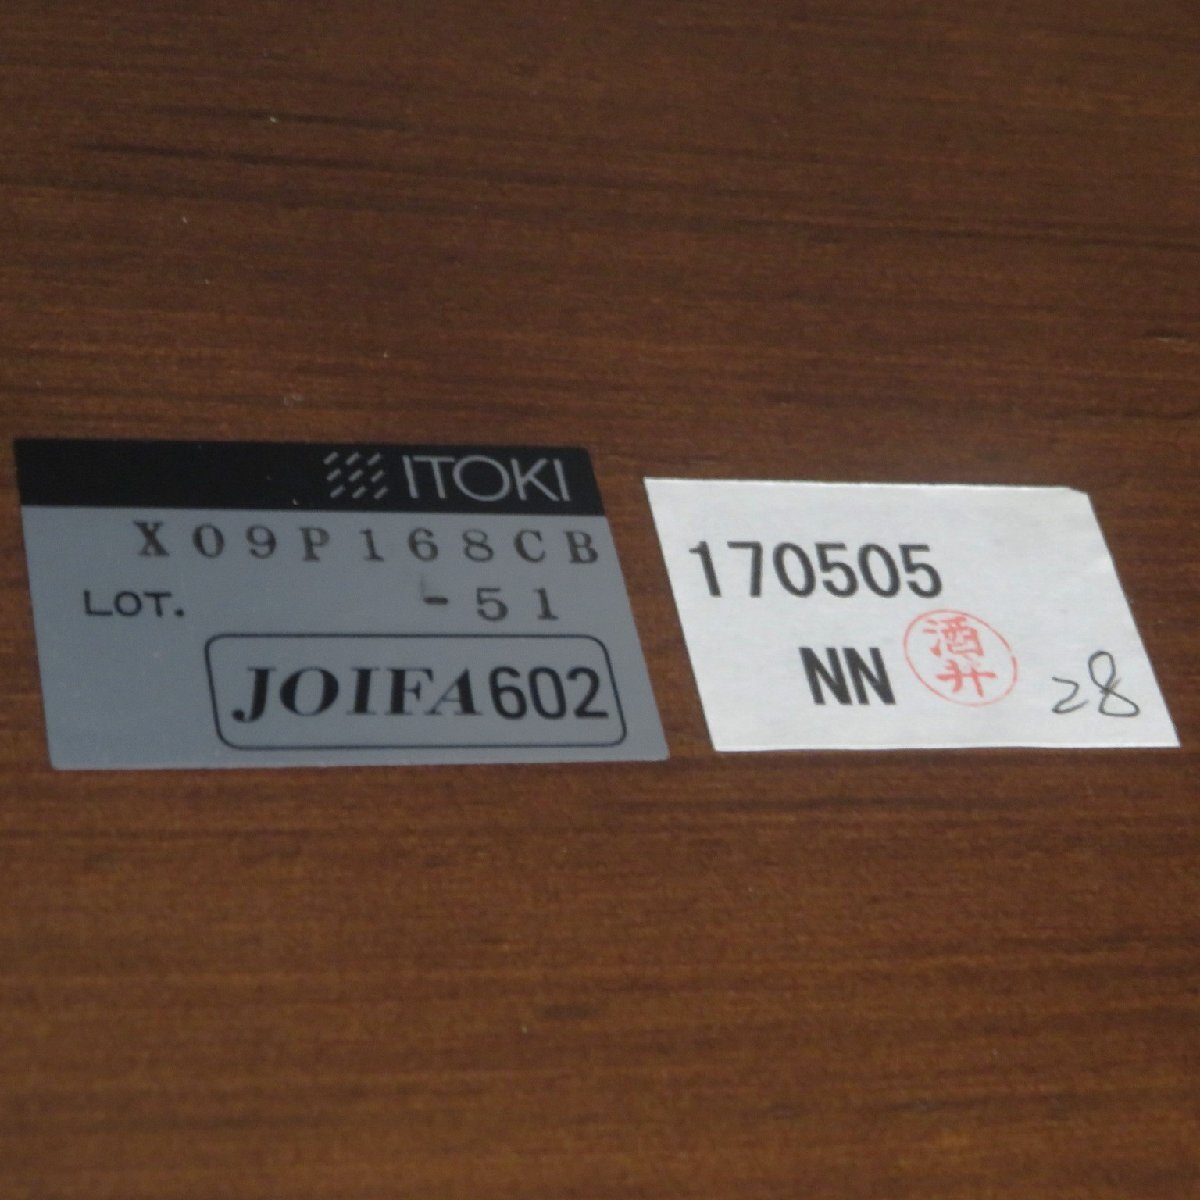 ITOKI
X09P168CB
LOT. -51
JOIFA602
170505
NN 酒井 28